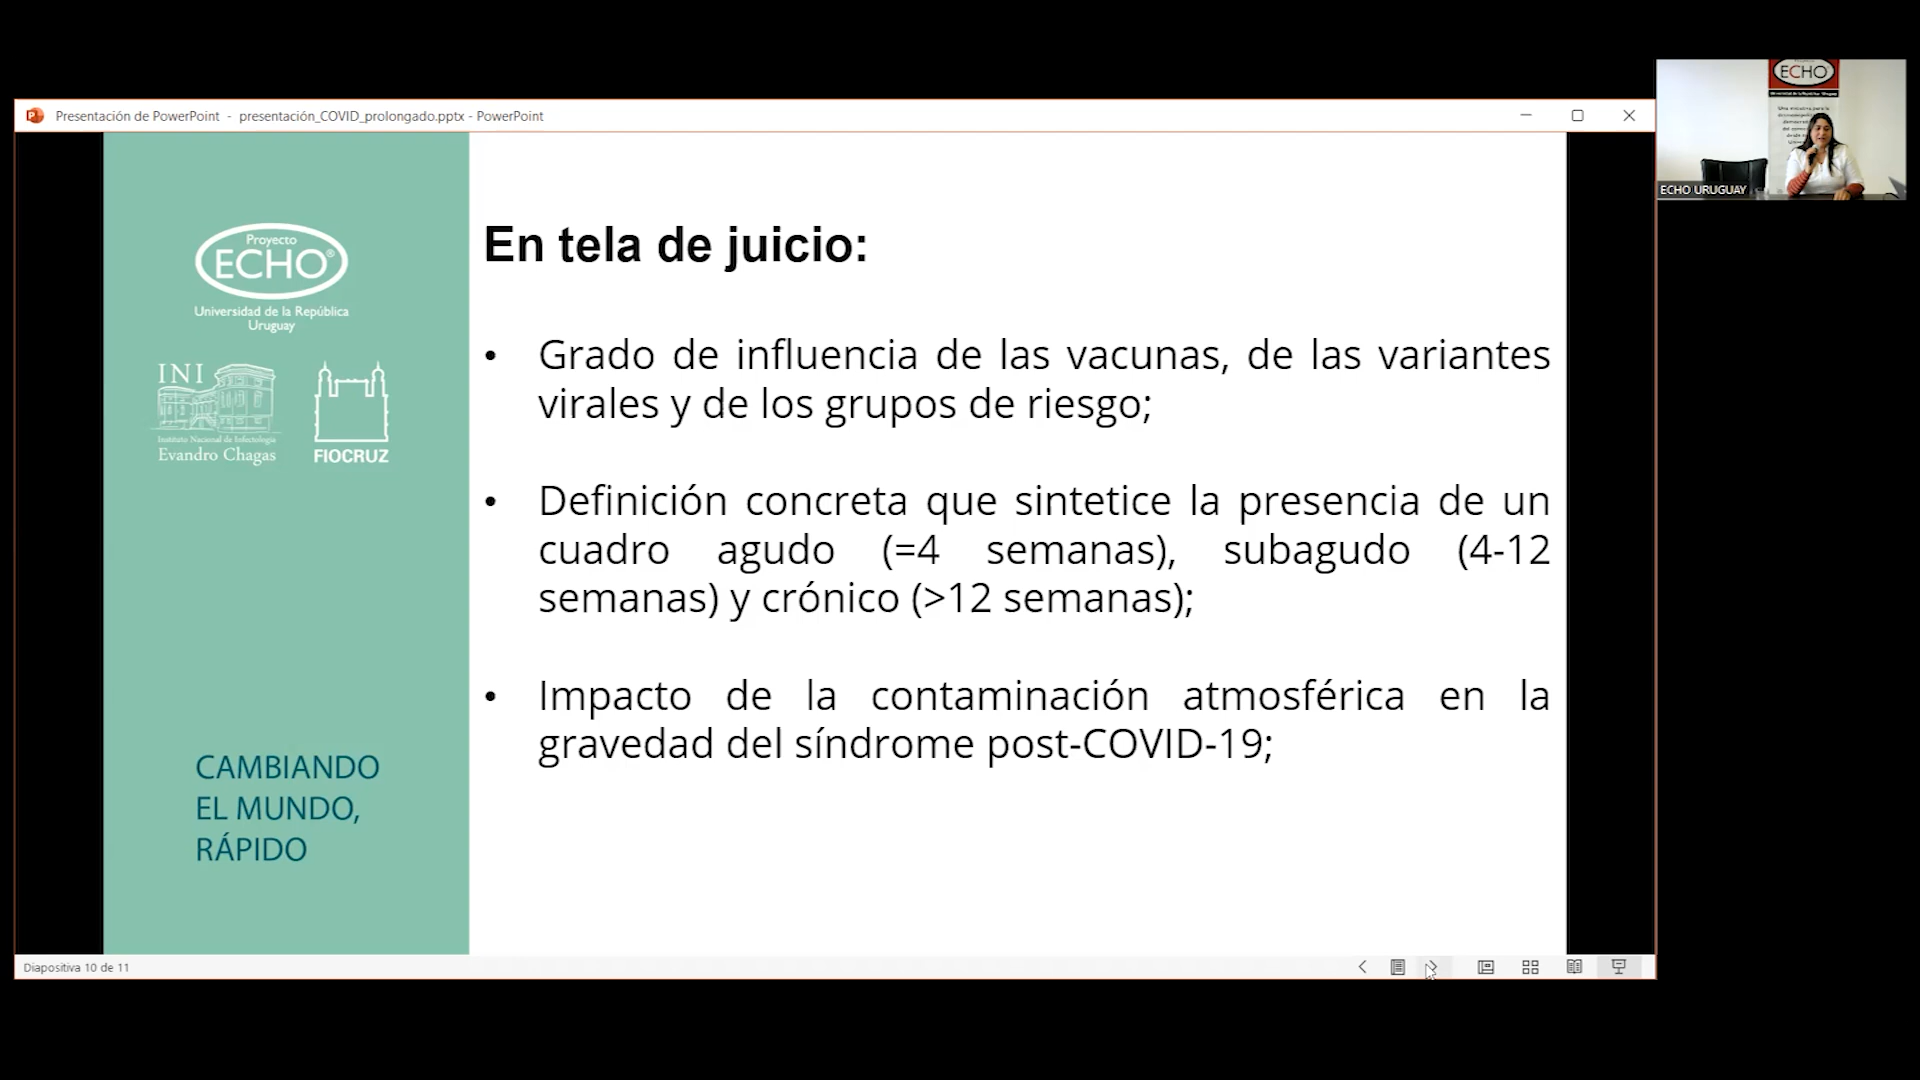 Presentación de PowerPoint - presentación_COVID_prolongado.pptx - PowerPoint
Proyecto
ECHO®
Universidad de la República
Uruguay
INI
Instituto Nacional de Infectología
Evandro Chagas
FIOCRUZ
CAMBIANDO
EL MUNDO,
RÁPIDO
En tela de juicio:
• Grado de influencia de las vacunas, de las variantes
virales y de los grupos de riesgo;
• Definición concreta que sintetice la presencia de un
cuadro agudo (=4 semanas), subagudo (4-12
semanas) y crónico (>12 semanas);
• Impacto de la contaminación atmosférica en la
gravedad del síndrome post-COVID-19;
Diapositiva 10 de 11
ECHO
ECHO URUGUAY